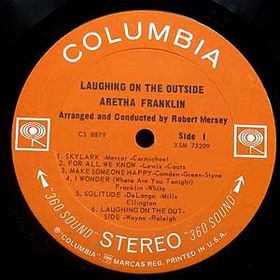 COLUMBIA
LAUGHING ON THE OUTSIDE
ARETHA FRANKLIN
Arranged and Conducted by Robert Mersey
CS 8879
Side 1
XSM 75209
1. SKYLARK -Mercer-Carmichael
2. FOR ALL WE KNOW -Lewis-Coots
3. MAKE SOMEONE HAPPY-Comden-Green-Styne
4. I WONDER (Where Are You Tonight)
Franklin-White
5. SOLITUDE -DeLange-Mills
Ellington
6. LAUGHING ON THE OUT-
SIDE -Wayne-Raleigh
"360 SOUND" STEREO "360 SOUND"
® "COLUMBIA", MARCAS REG. PRINTED IN U.S.A.